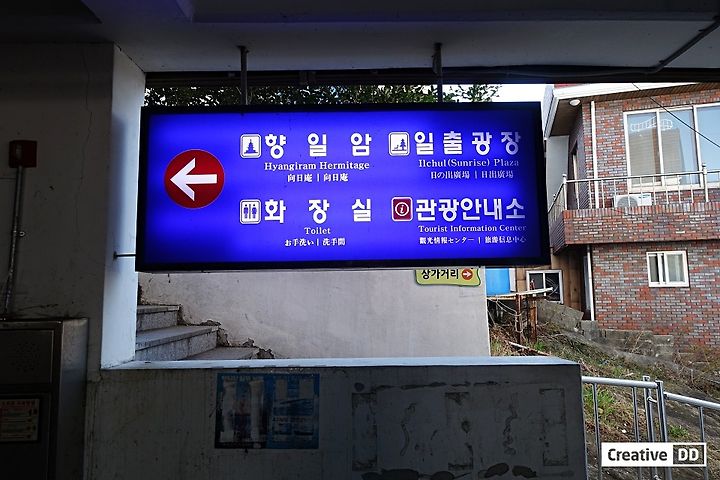 향일암
Hyangiram Hermitage
向日庵 | 向日庵
일출광장
Ilchul(Sunrise) Plaza
日の出廣場 | 日出廣場
화장실
Toilet
お手洗い | 洗手間
관광안내소
Tourist Information Center
観光情報センター | 旅游信息中心
상가거리
Creative DD